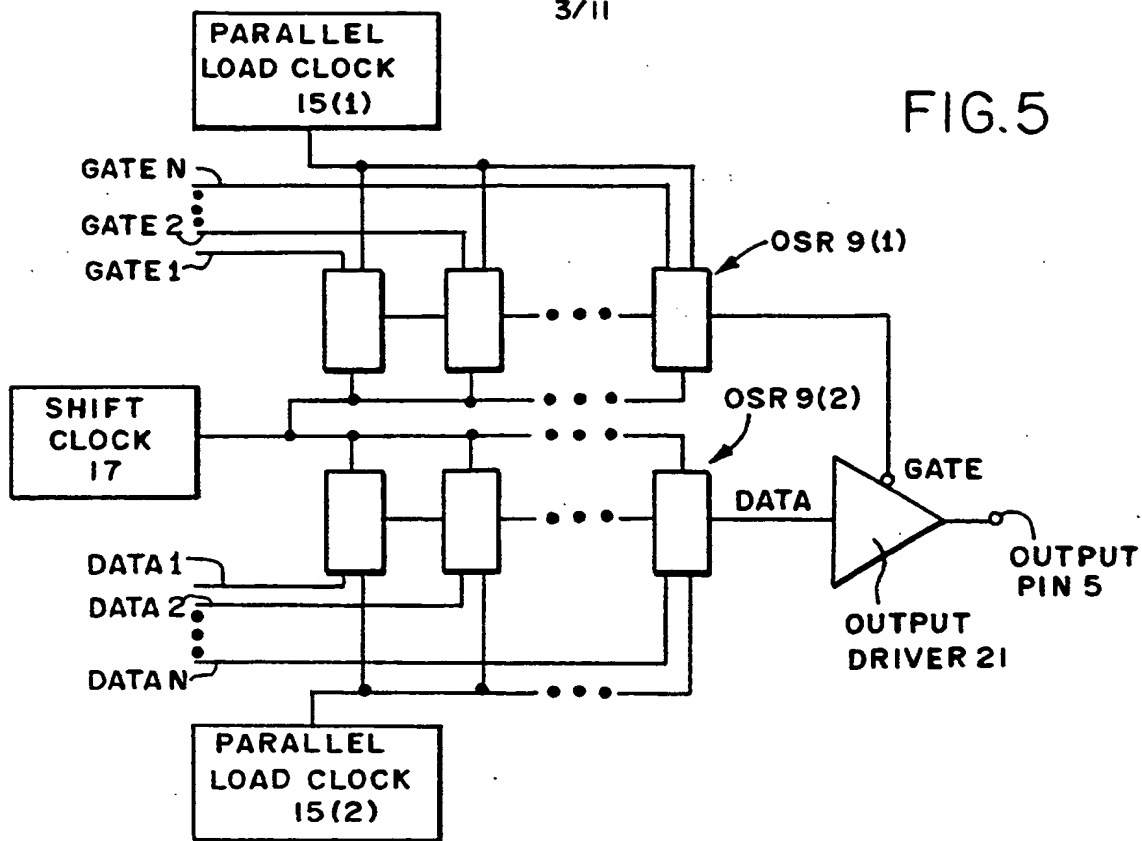 3/11
PARALLEL
LOAD CLOCK
15(1)
FIG.5
GATE N
GATE 2
GATE 1
OSR 9(1)
SHIFT
CLOCK
17
OSR 9(2)
GATE
DATA
OUTPUT
PIN 5
DATA 1
DATA 2
DATA N
OUTPUT
DRIVER 21
PARALLEL
LOAD CLOCK
15(2)